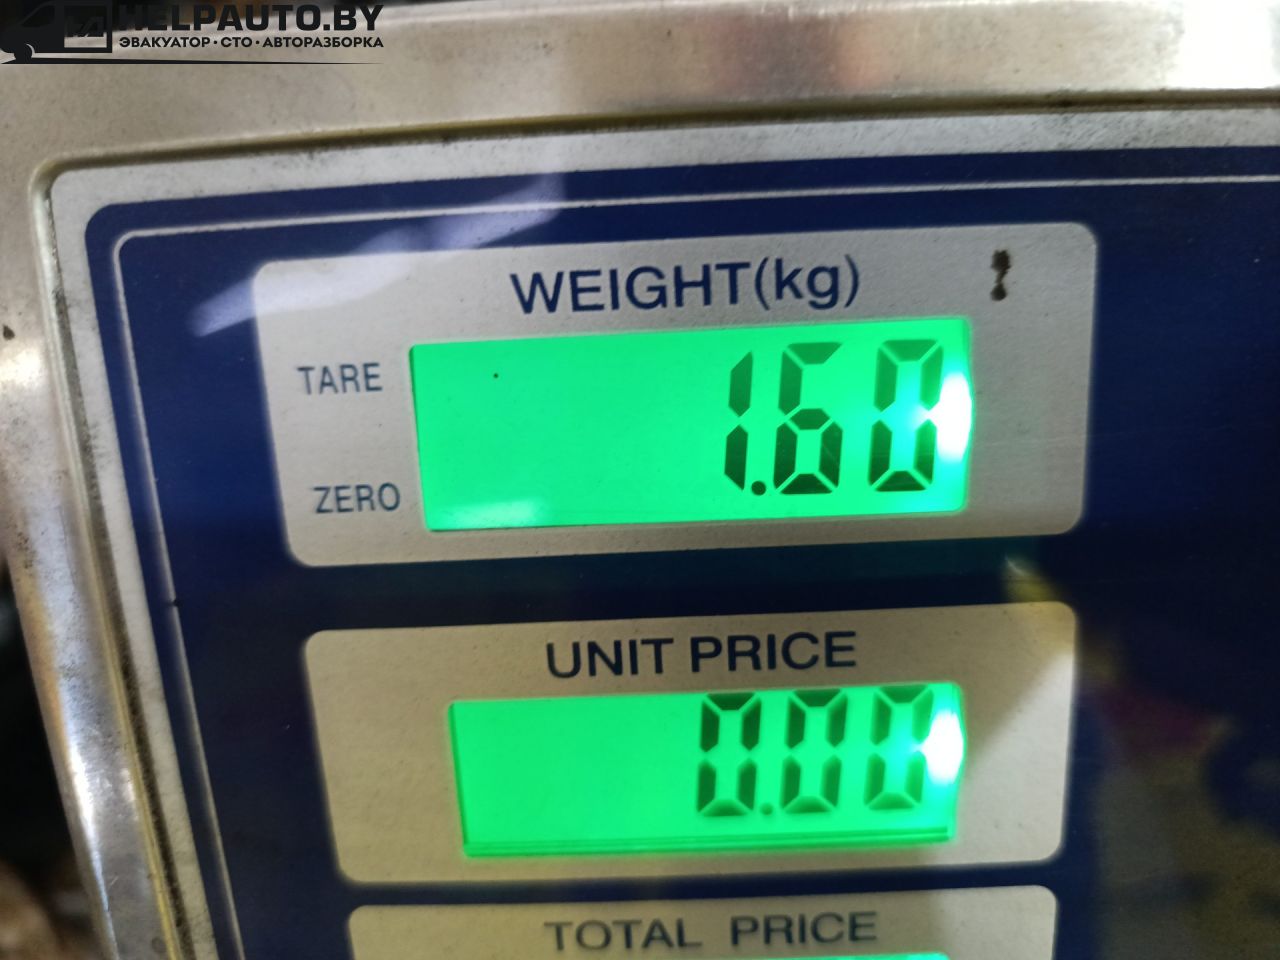 HELPAUTO.BY
ЭВАКУАТОР · СТО · АВТОРАЗБОРКА
WEIGHT(kg)
TARE
1.60
ZERO
UNIT PRICE
0.00
TOTAL PRICE